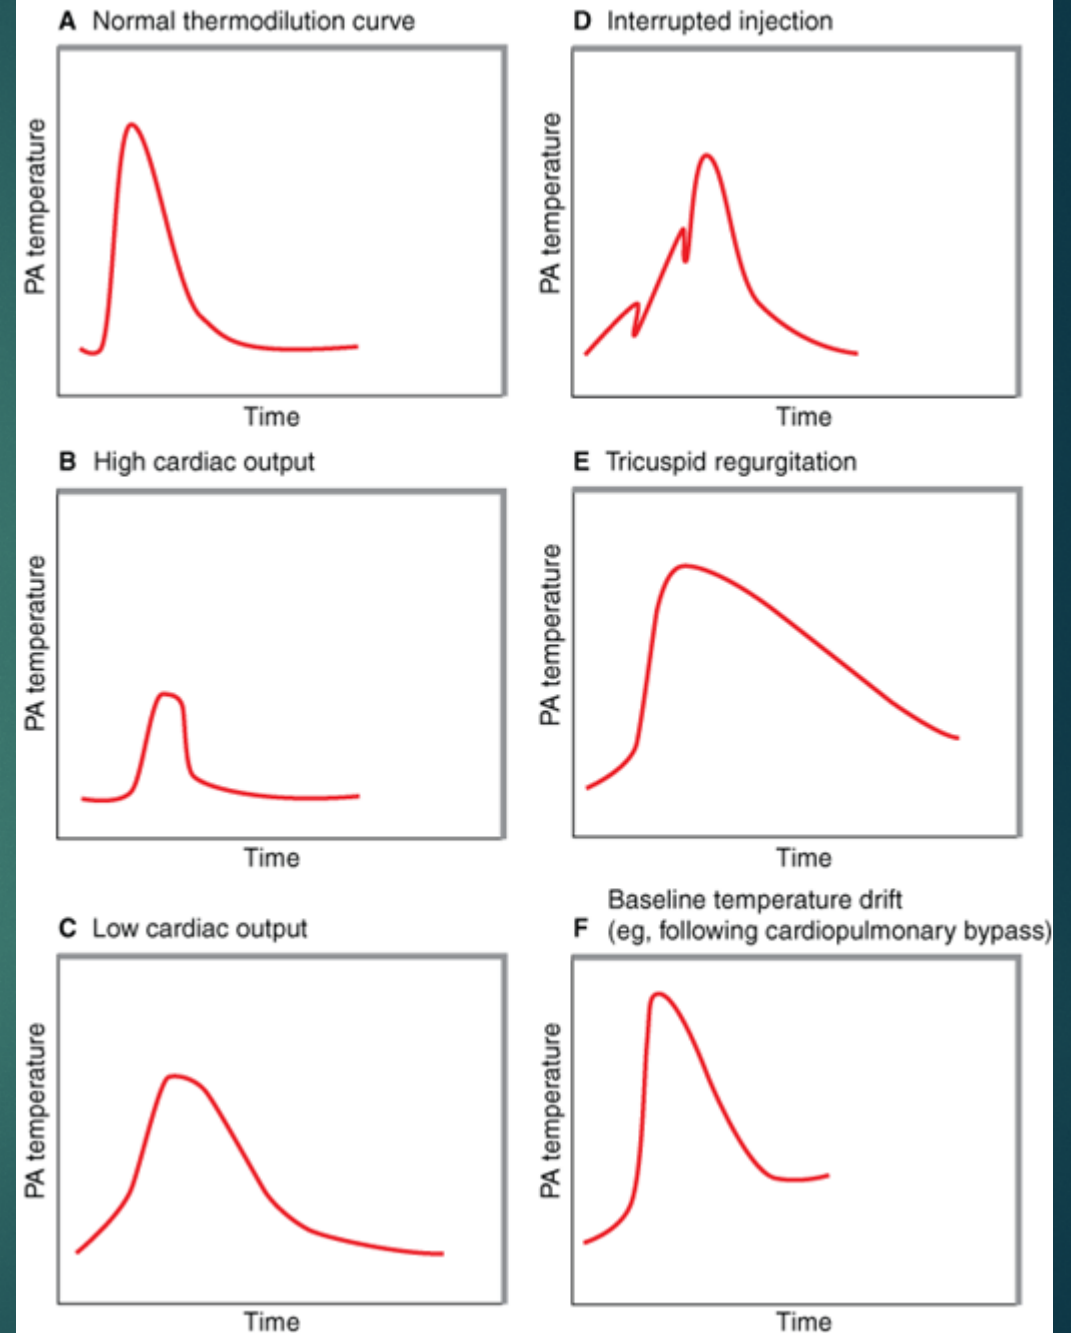 A Normal thermodilution curve
PA temperature
Time
B High cardiac output
PA temperature
Time
C Low cardiac output
PA temperature
Time
D Interrupted injection
PA temperature
Time
E Tricuspid regurgitation
PA temperature
Time
Baseline temperature drift
F (eg, following cardiopulmonary bypass)
PA temperature
Time